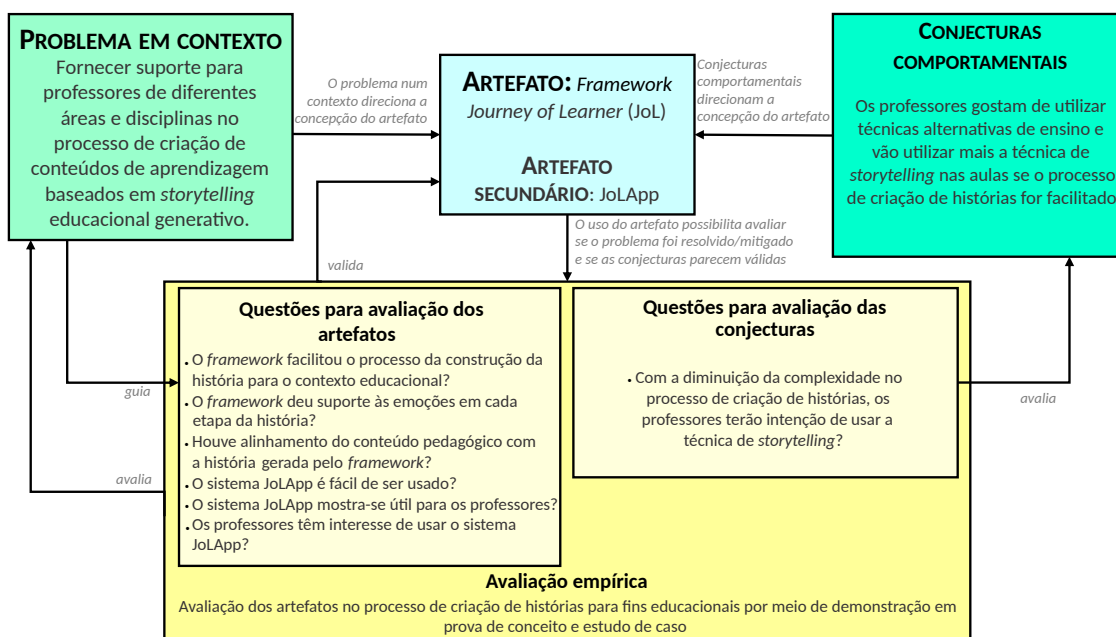 PROBLEMA EM CONTEXTO
Fornecer suporte para
professores de diferentes
áreas e disciplinas no
processo de criação de
conteúdos de aprendizagem
baseados em storytelling
educacional generativo.
O problema num
contexto direciona a
concepção do artefato
ARTEFATO: Framework
Journey of Learner (JoL)
ARTEFATO
SECUNDÁRIO: JoLApp
Conjecturas
comportamentais
direcionam a
concepção do artefato
CONJECTURAS
COMPORTAMENTAIS
Os professores gostam de utilizar
técnicas alternativas de ensino e
vão utilizar mais a técnica de
storytelling nas aulas se o processo
de criação de histórias for facilitado
O uso do artefato possibilita avaliar
se o problema foi resolvido/mitigado
e se as conjecturas parecem válidas
valida
guia
avalia
Questões para avaliação dos
artefatos
. O framework facilitou o processo da construção da
história para o contexto educacional?
. O framework deu suporte às emoções em cada
etapa da história?
. Houve alinhamento do conteúdo pedagógico com
a história gerada pelo framework?
. O sistema JoLApp é fácil de ser usado?
. O sistema JoLApp mostra-se útil para os professores?
. Os professores têm interesse de usar o sistema
JoLApp?
Questões para avaliação das
conjecturas
. Com a diminuição da complexidade no
processo de criação de histórias, os
professores terão intenção de usar a
técnica de storytelling?
avalia
Avaliação empírica
Avaliação dos artefatos no processo de criação de histórias para fins educacionais por meio de demonstração em
prova de conceito e estudo de caso